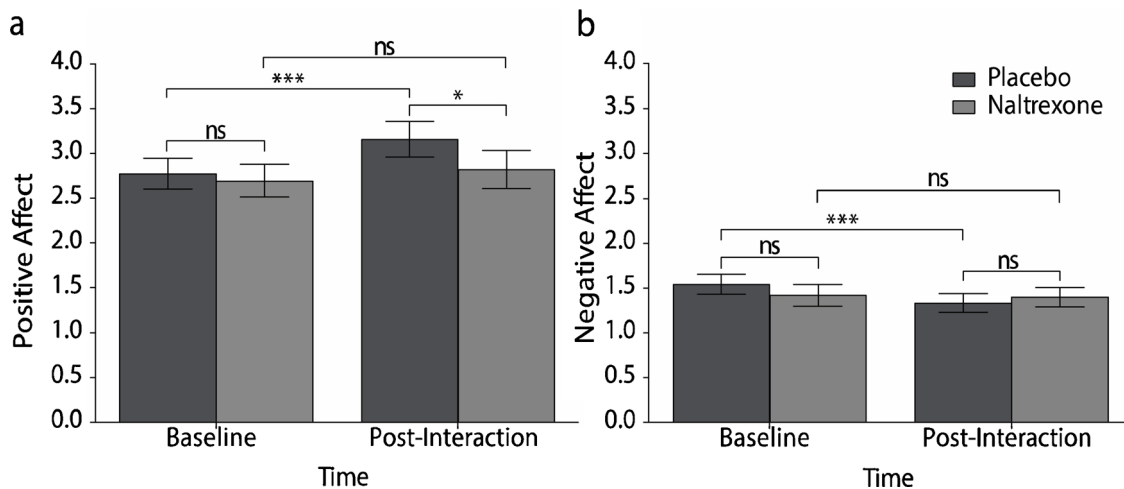 a
ns
***
*
ns
4.0
3.5
3.0
2.5
2.0
1.5
1.0
0.5
0.0
Positive Affect
Baseline
Post-Interaction
Time
b
Placebo
Naltrexone
ns
***
ns
ns
4.0
3.5
3.0
2.5
2.0
1.5
1.0
0.5
0.0
Negative Affect
Baseline
Post-Interaction
Time